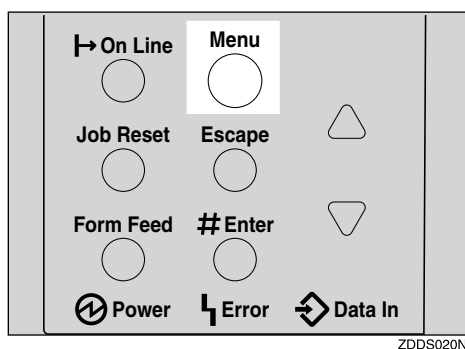 On Line Menu
Job Reset Escape
Form Feed # Enter
Power Error Data In
ZDDS020N